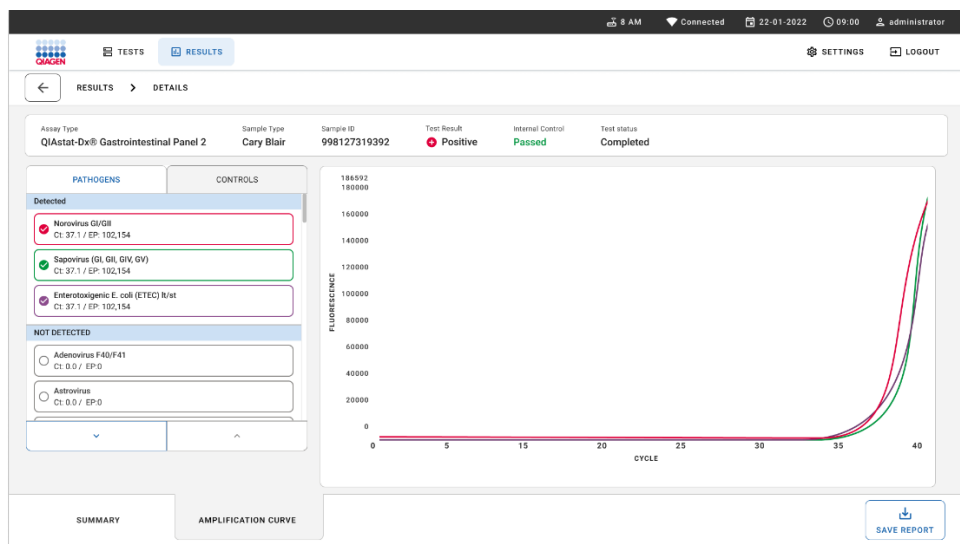 8 AM Connected 22-01-2022 09:00 administrator
QIAGEN TESTS RESULTS SETTINGS LOGOUT
RESULTS > DETAILS
Assay Type Sample Type Sample ID Test Result Internal Control Test status
QIAstat-Dx® Gastrointestinal Panel 2 Cary Blair 998127319392 Positive Passed Completed
PATHOGENS CONTROLS
Detected
Norovirus GI/GII
Ct: 37.1 / EP: 102,154
Sapovirus (GI, GII, GIV, GV)
Ct: 37.1 / EP: 102,154
Enterotoxigenic E. coli (ETEC) lt/st
Ct: 37.1 / EP: 102,154
NOT DETECTED
Adenovirus F40/F41
Ct: 0.0 / EP:0
Astrovirus
Ct: 0.0 / EP:0
186592
180000
160000
140000
120000
100000
80000
60000
40000
20000
0
FLUORESCENCE
0 5 15 20 25 30 35 40
CYCLE
SUMMARY AMPLIFICATION CURVE SAVE REPORT